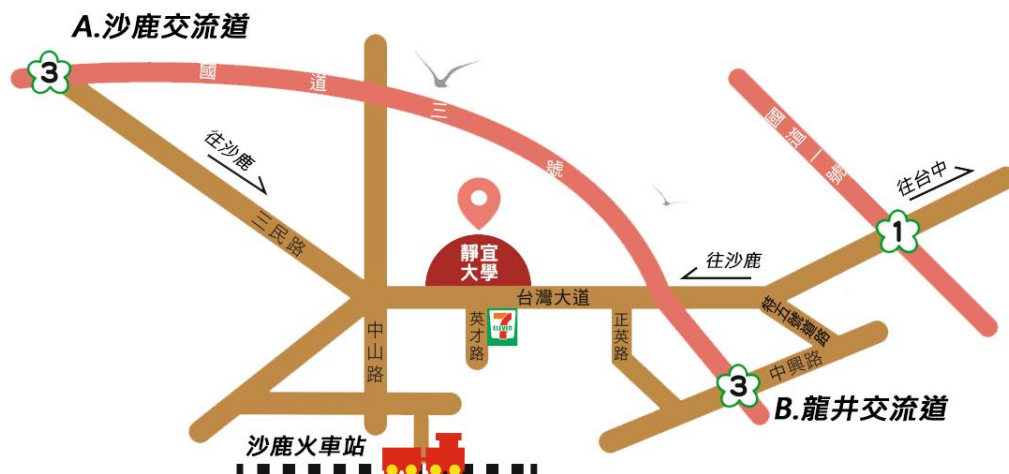 A.沙鹿交流道
3
國道三號
國道一號
往沙鹿
往台中
三民路
靜宜
大學
1
往沙鹿
台灣大道
特五號道路
英才路
7
ELEVEN
正英路
中山路
中興路
3
B.龍井交流道
沙鹿火車站